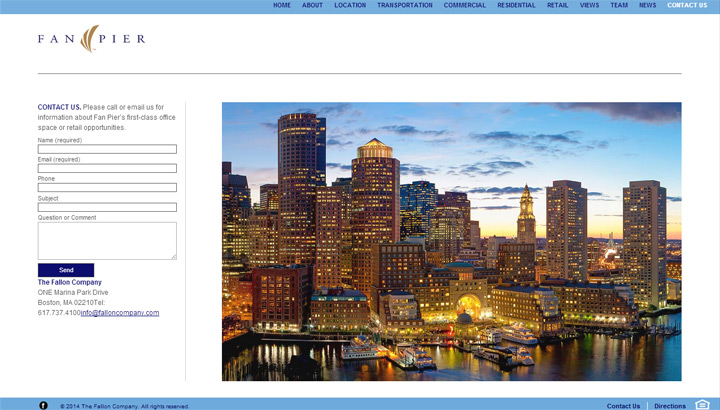 HOME ABOUT LOCATION TRANSPORTATION COMMERCIAL RESIDENTIAL RETAIL VIEWS TEAM NEWS CONTACT US
FAN PIER
CONTACT US. Please call or email us for
information about Fan Pier's first-class office
space or retail opportunities.
Name (required)
Email (required)
Phone
Subject
Question or Comment
Send
The Fallon Company
ONE Marina Park Drive
Boston, MA 02210Tel:
617.737.4100info@falloncompany.com
f © 2014 The Fallon Company. All rights reserved.
Contact Us | Directions